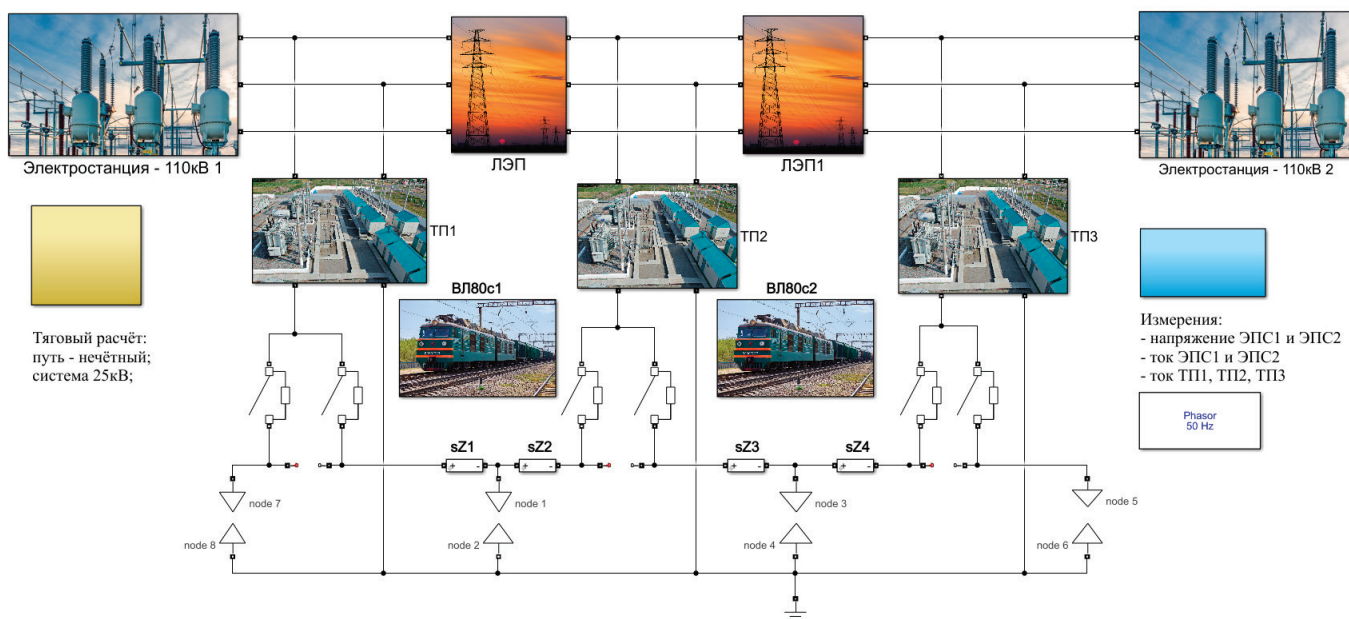 Электростанция - 110кВ 1
ЛЭП
ЛЭП1
Электростанция - 110кВ 2
ТП1
ТП2
ТП3
ВЛ80с1
ВЛ80с2
Тяговый расчёт:
путь - нечётный;
система 25кВ;
Измерения:
- напряжение ЭПС1 и ЭПС2
- ток ЭПС1 и ЭПС2
- ток ТП1, ТП2, ТП3
Phasor
50 Hz
sZ1
sZ2
sZ3
sZ4
node 7
node 1
node 3
node 5
node 8
node 2
node 4
node 6